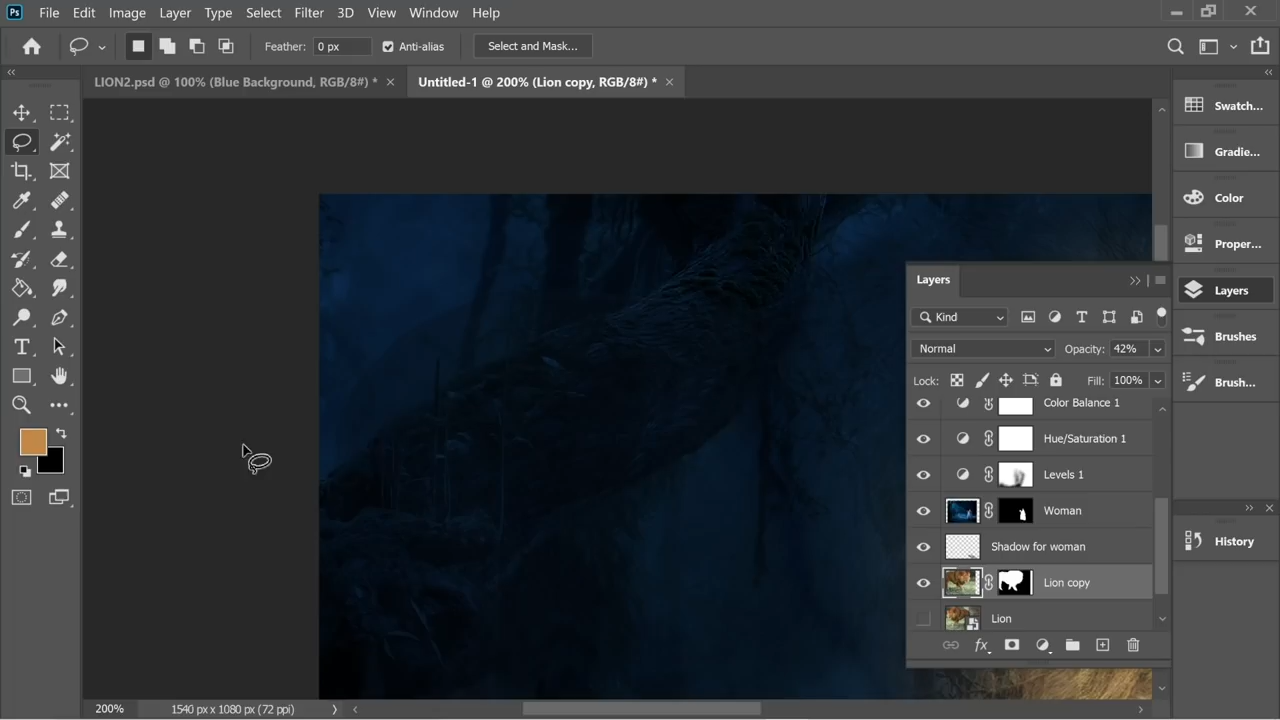 Ps File Edit Image Layer Type Select Filter 3D View Window Help
Feather: 0 px Anti-alias Select and Mask...
LION2.psd @ 100% (Blue Background, RGB/8#) * Untitled-1 @ 200% (Lion copy, RGB/8#) *
Swatch...
Gradie...
Color
Proper...
Layers
Brushes
Brush...
History
Layers
Kind
Normal Opacity: 42%
Lock: Fill: 100%
Color Balance 1
Hue/Saturation 1
Levels 1
Woman
Shadow for woman
Lion copy
Lion
fx
200% 1540 px x 1080 px (72 ppi)